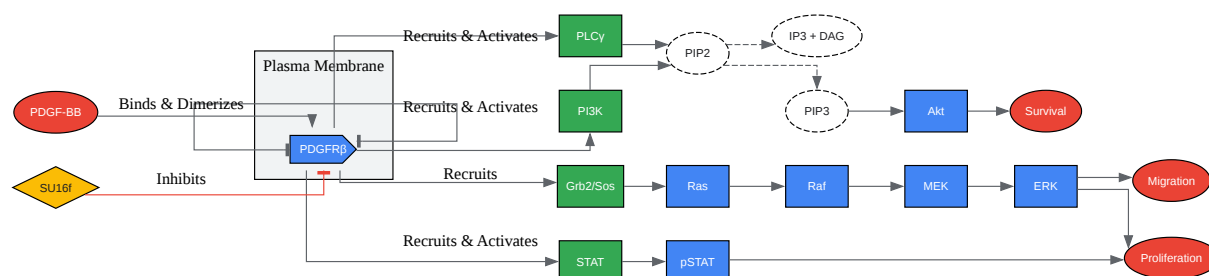 Recruits & Activates
PLCγ
PIP2
IP3 + DAG
Plasma Membrane
PDGF-BB
Binds & Dimerizes
Recruits & Activates
PI3K
PIP3
Akt
Survival
PDGFRβ
SU16f
Inhibits
Recruits
Grb2/Sos
Ras
Raf
MEK
ERK
Migration
Recruits & Activates
STAT
pSTAT
Proliferation